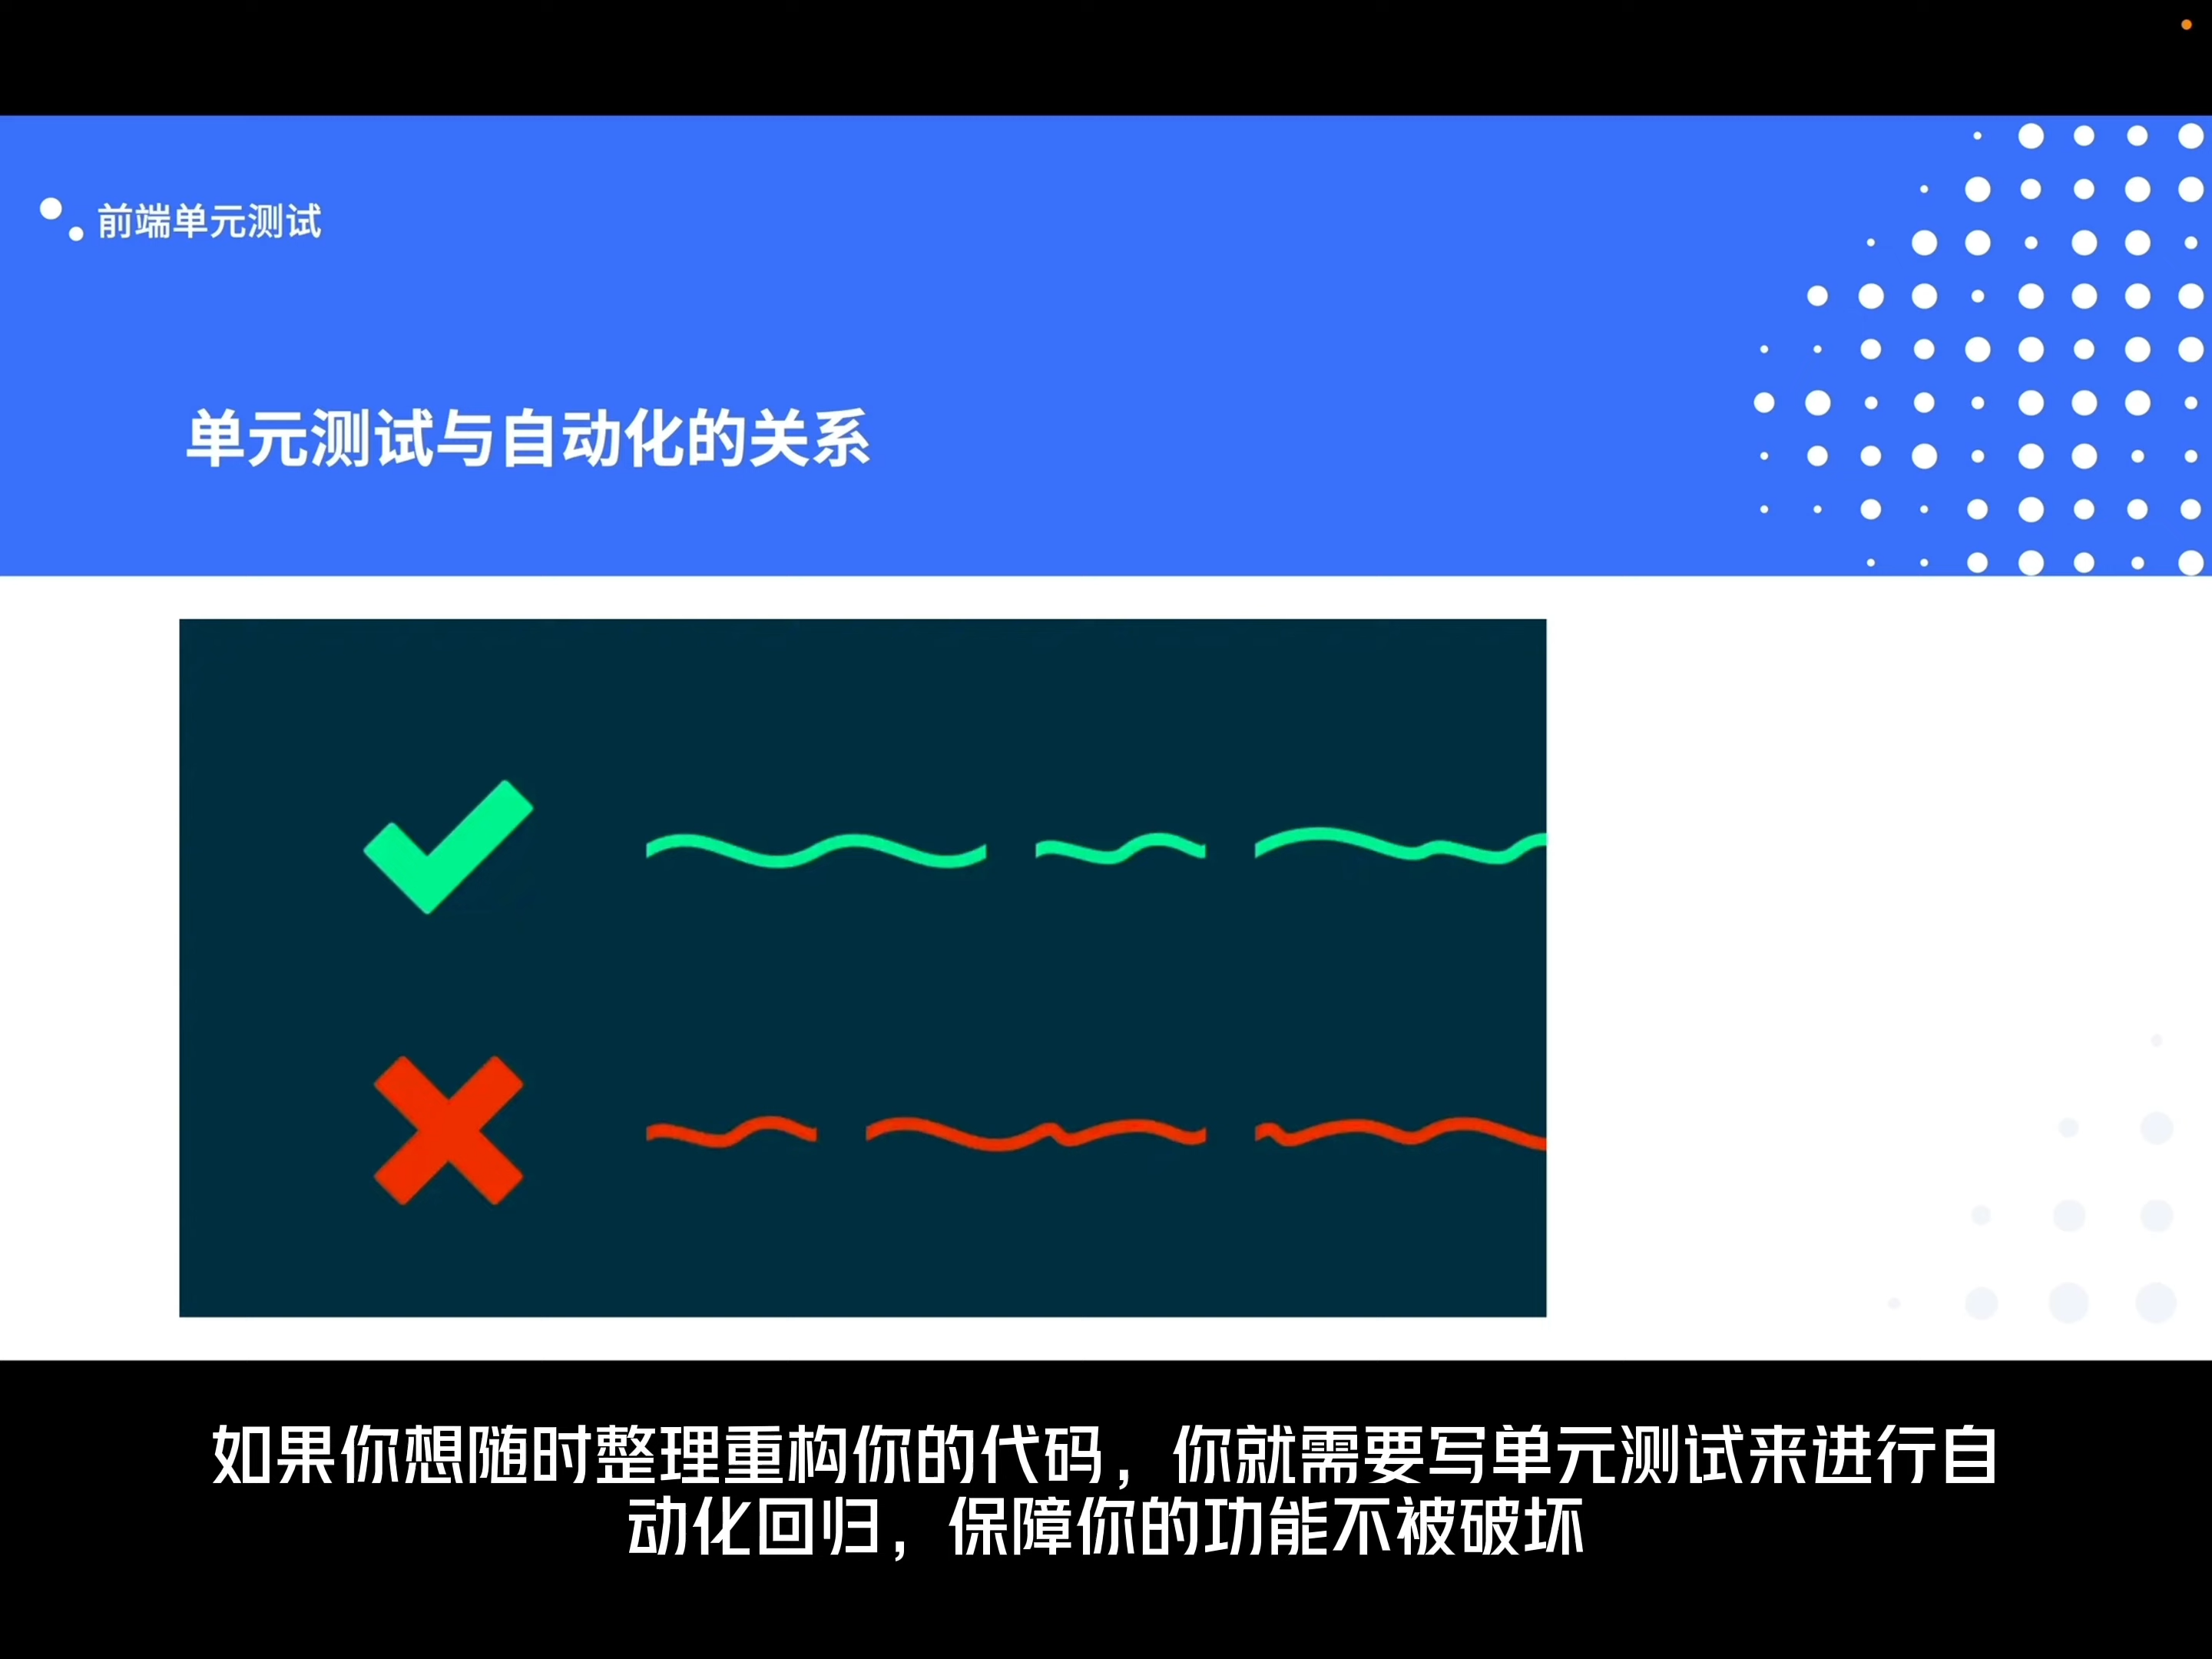 前端单元测试
单元测试与自动化的关系
如果你想随时整理重构你的代码，你就需要写单元测试来进行自
动化回归，保障你的功能不被破坏